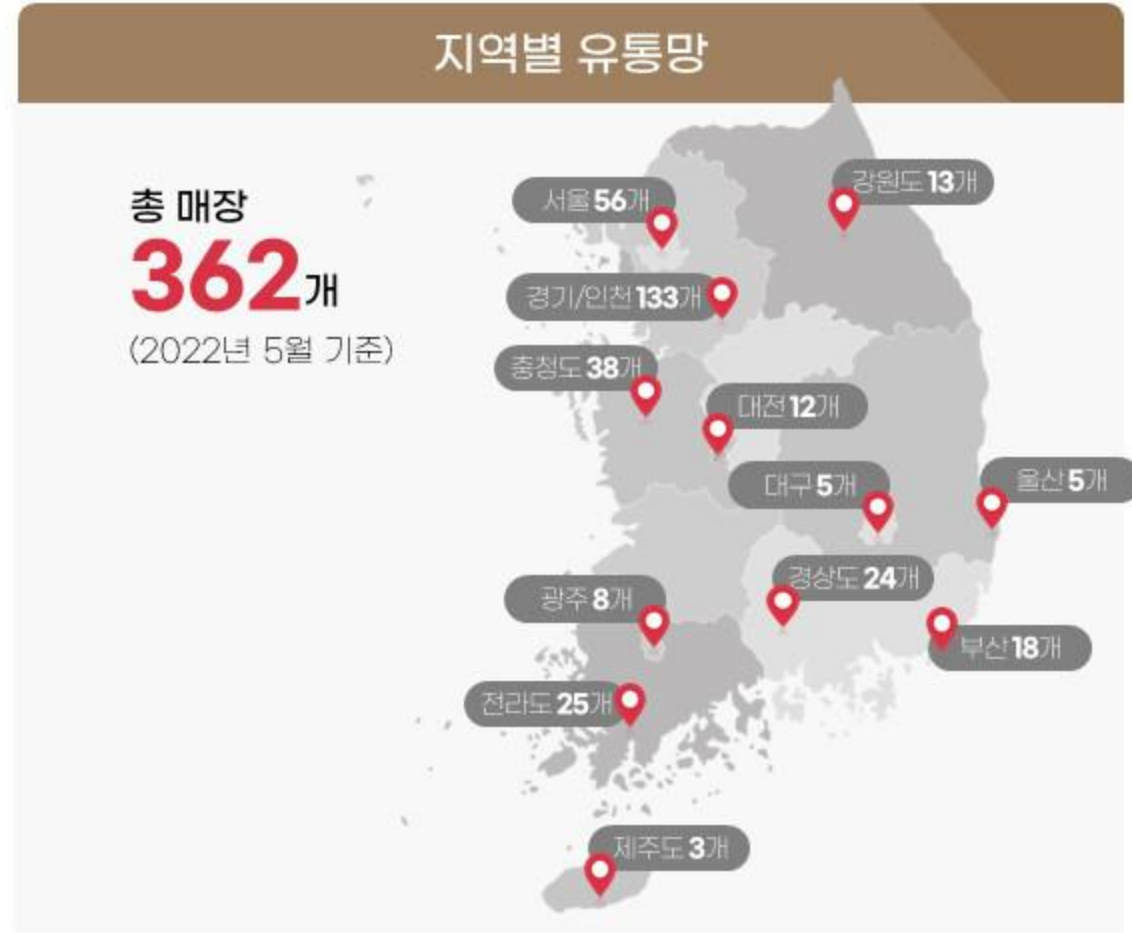 지역별 유통망
총 매장
362개
(2022년 5월 기준)
강원도 13개
서울 56개
경기/인천 133개
충청도 38개
대전 12개
대구 5개
울산 5개
경상도 24개
광주 8개
부산 18개
전라도 25개
제주도 3개